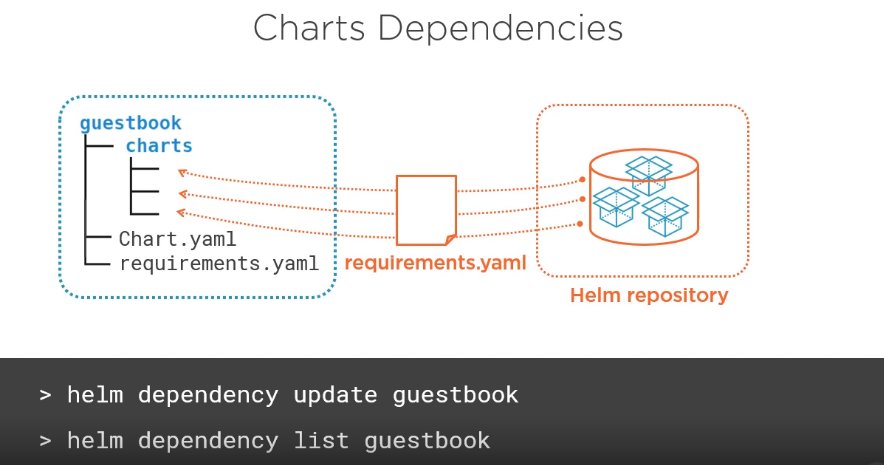 Charts Dependencies
guestbook
charts
Chart.yaml
requirements.yaml
requirements.yaml
Helm repository
> helm dependency update guestbook
> helm dependency list guestbook